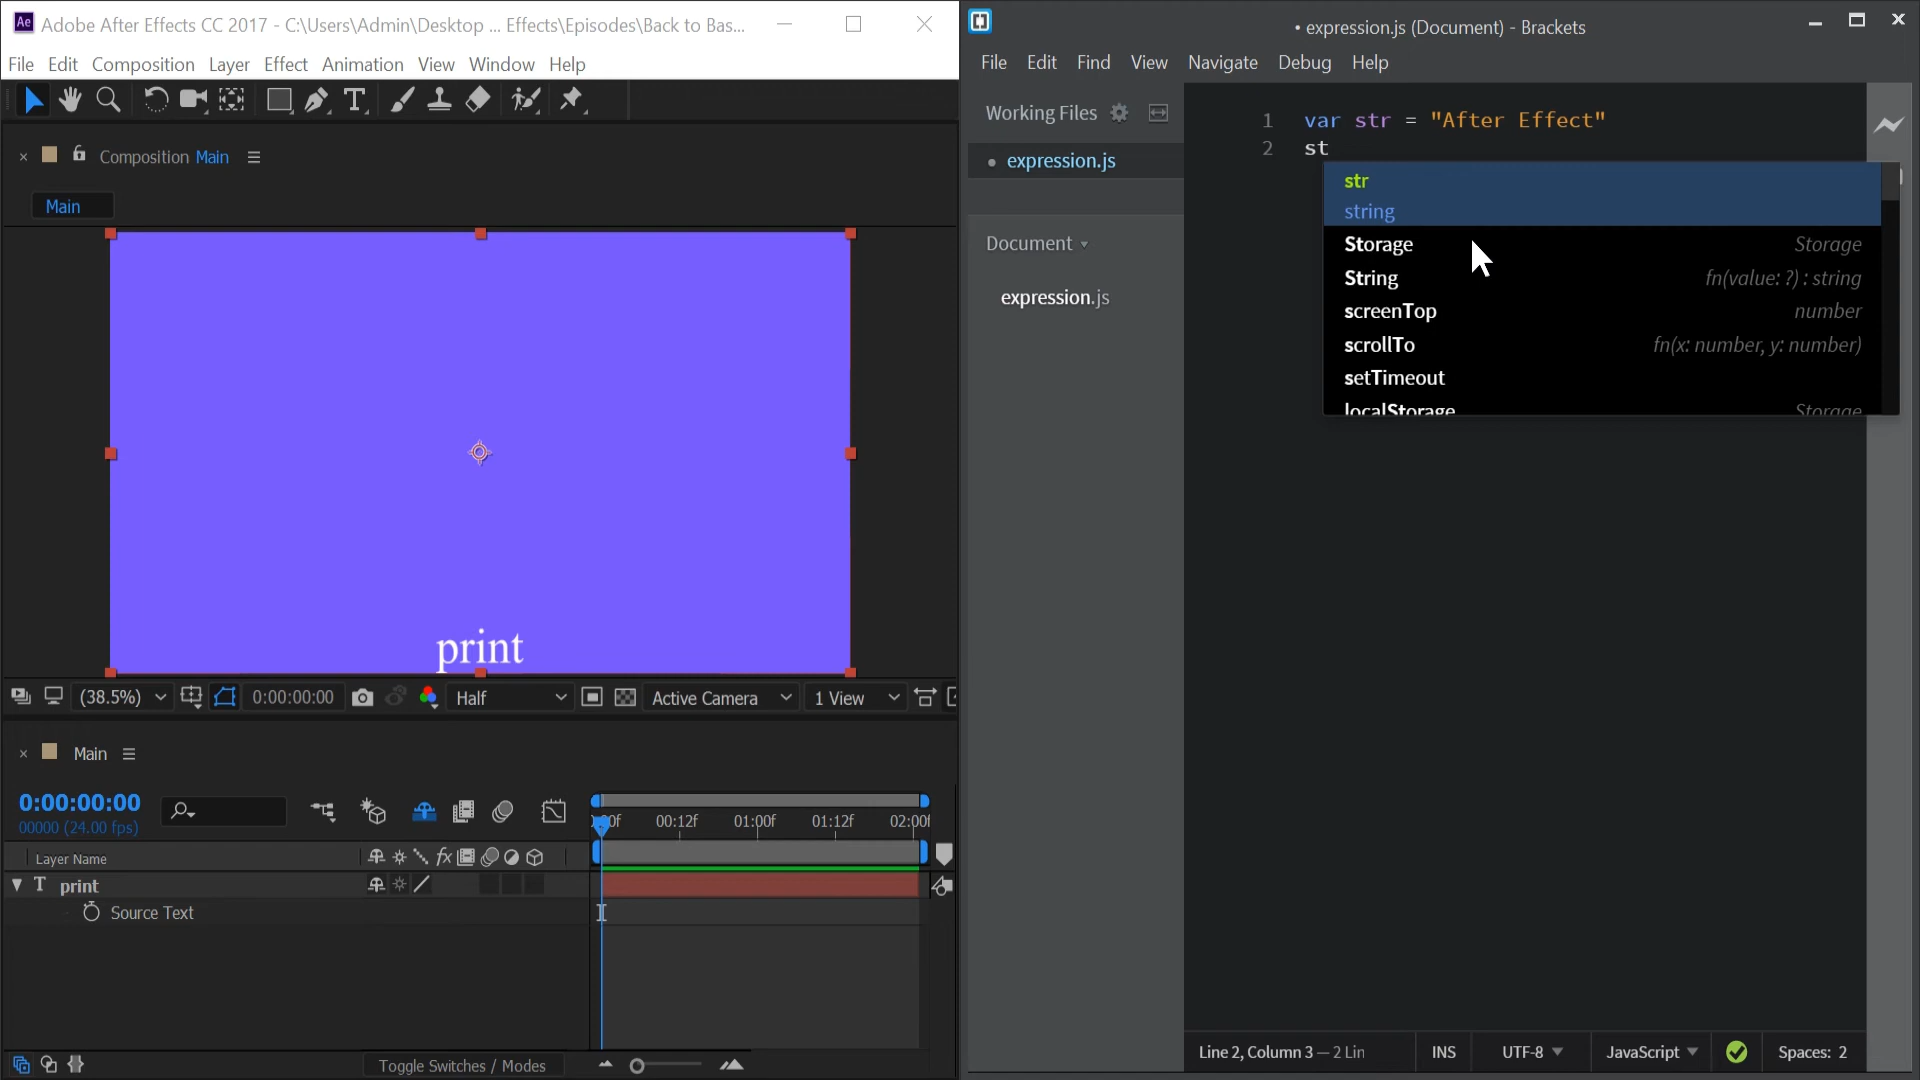 Ae Adobe After Effects CC 2017 - C:\Users\Admin\Desktop ... Effects\Episodes\Back to Bas...
File Edit Composition Layer Effect Animation View Window Help
Composition Main
Main
print
(38.5%) 0:00:00:00 Half Active Camera 1 View
Main
0:00:00:00
00000 (24.00 fps)
00:12f 01:00f 01:12f 02:00f
Layer Name
T print
Source Text
Toggle Switches / Modes
• expression.js (Document) - Brackets
File Edit Find View Navigate Debug Help
Working Files
expression.js
Document
expression.js
1 var str = "After Effect"
2 st
str
string
Storage Storage
String fn(value: ?) : string
screenTop number
scrollTo fn(x: number, y: number)
setTimeout
localStorage Storage
Line 2, Column 3 — 2 Lin INS UTF-8 JavaScript Spaces: 2